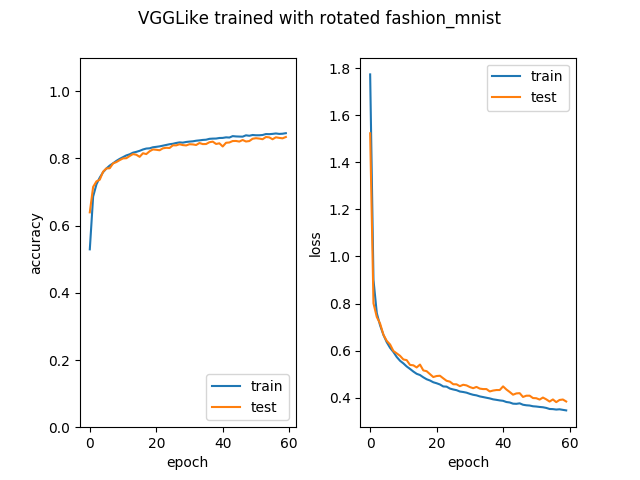 VGGLike trained with rotated fashion_mnist
accuracy
1.0
0.8
0.6
0.4
0.2
0.0
0 20 40 60
epoch
train
test
loss
1.8
1.6
1.4
1.2
1.0
0.8
0.6
0.4
0 20 40 60
epoch
train
test